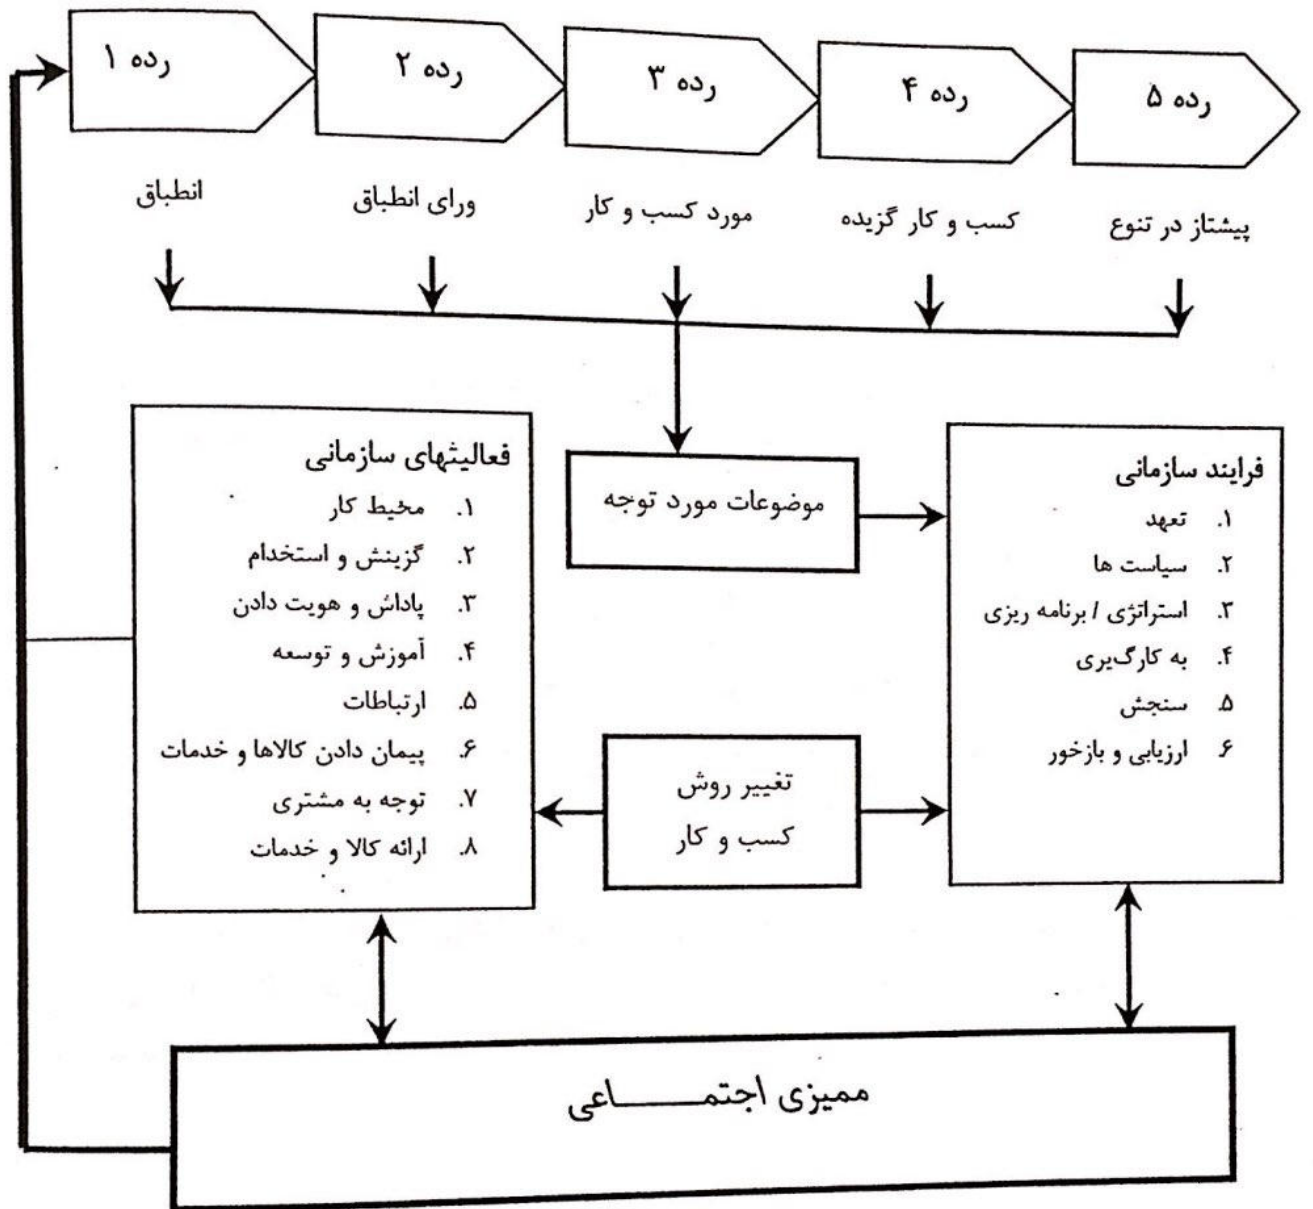 رده ۱
رده ۲
رده ۳
رده ۴
رده ۵
انطباق
ورای انطباق
مورد کسب و کار
کسب و کار گزیده
پیشتاز در تنوع
فرایند سازمانی
۱. تعهد
۲. سیاست ها
۳. استراتژی / برنامه ریزی
۴. به کارگیری
۵. سنجش
۶. ارزیابی و بازخور
موضوعات مورد توجه
تغییر روش
کسب و کار
فعالیتهای سازمانی
۱. محیط کار
۲. گزینش و استخدام
۳. پاداش و هویت دادن
۴. آموزش و توسعه
۵. ارتباطات
۶. پیمان دادن کالاها و خدمات
۷. توجه به مشتری
۸. ارائه کالا و خدمات
ممیزی اجتمـــــــاعی